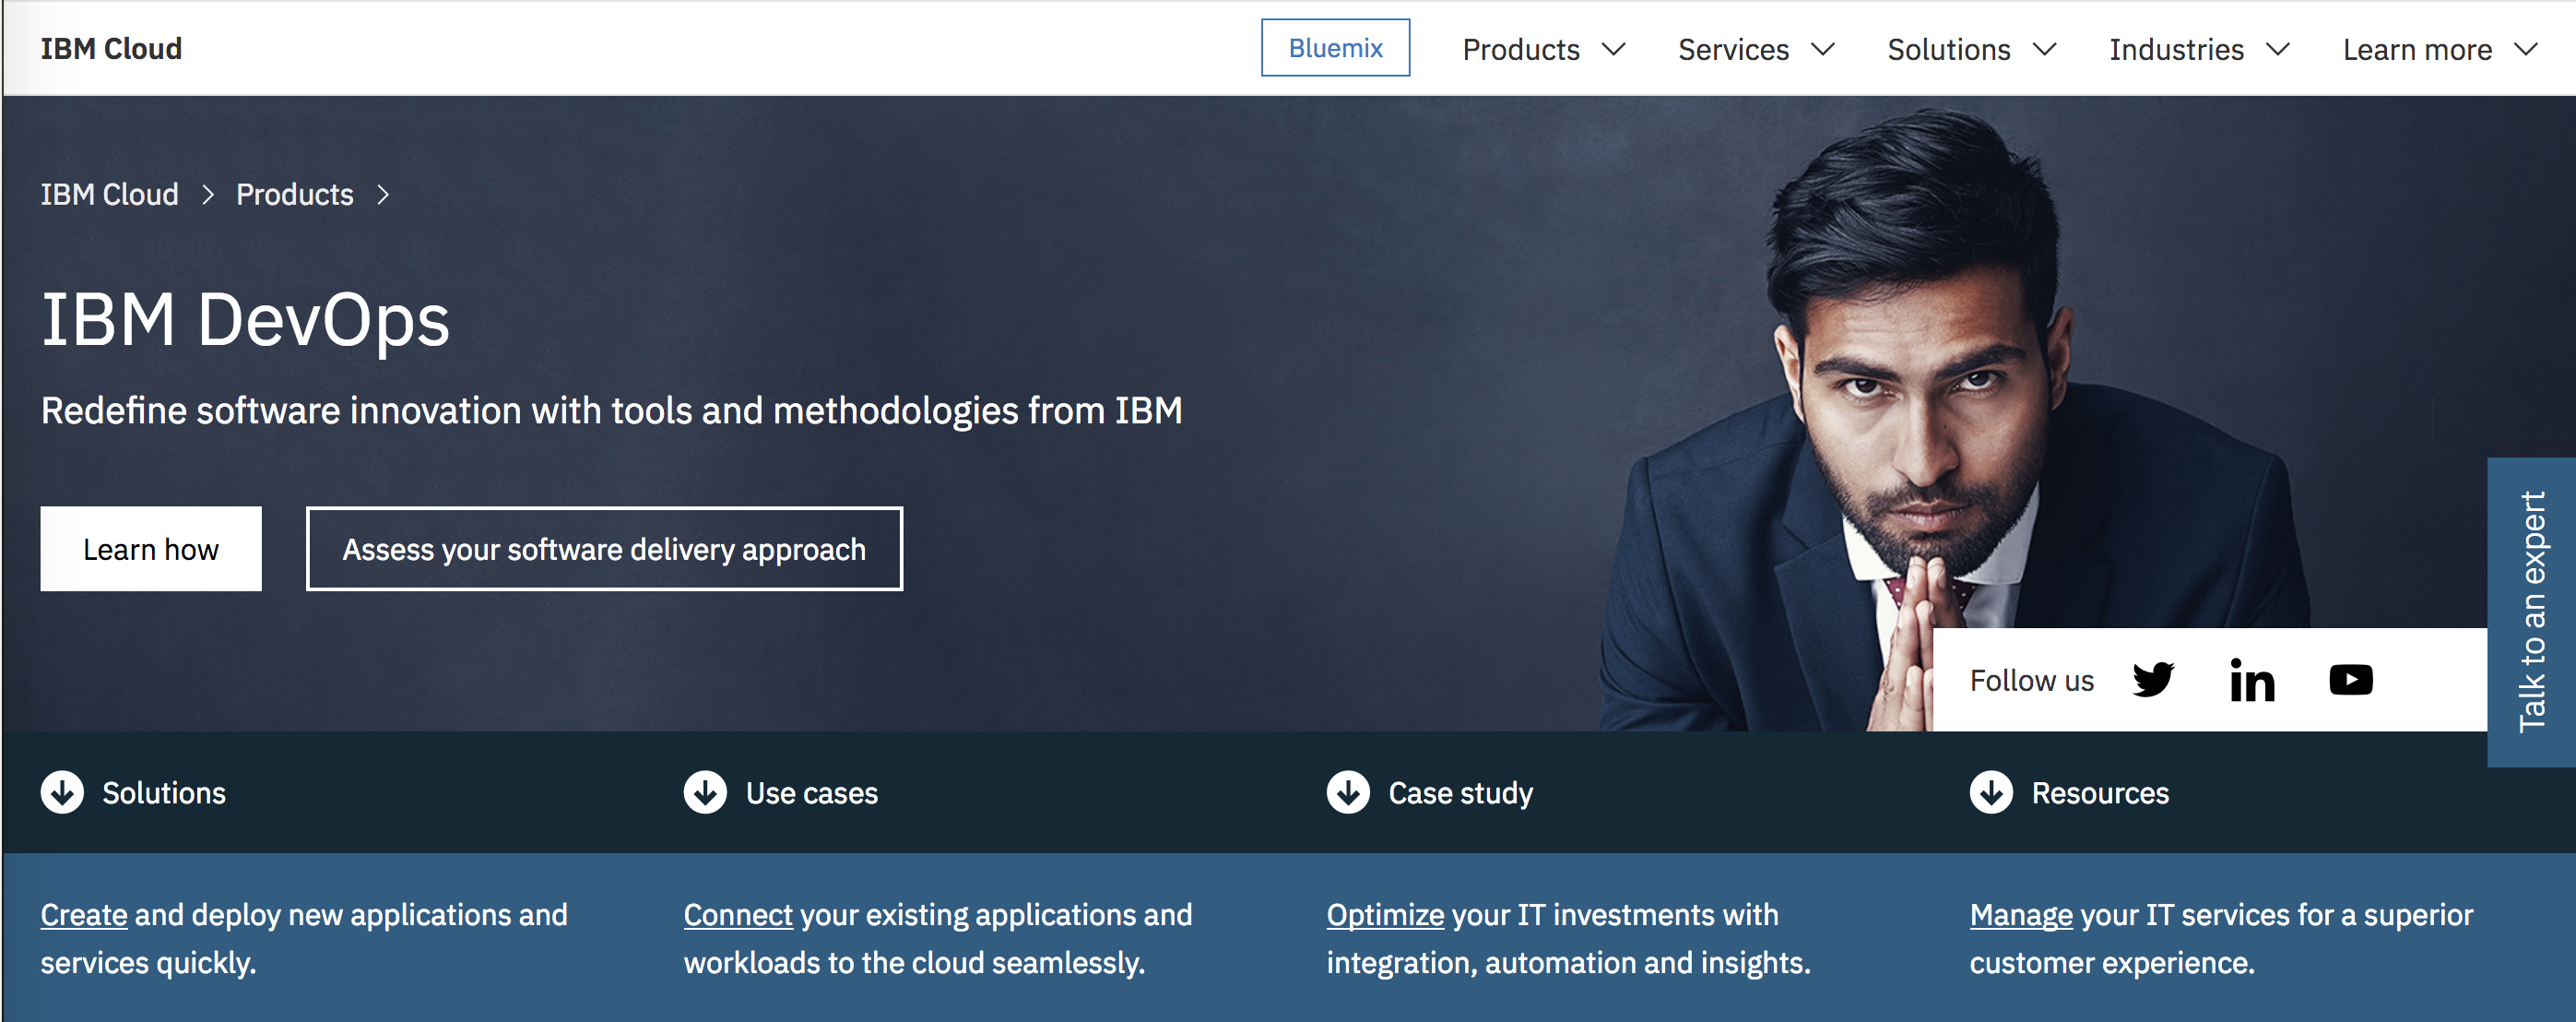 IBM Cloud
Bluemix
Products
Services
Solutions
Industries
Learn more
IBM Cloud > Products >
IBM DevOps
Redefine software innovation with tools and methodologies from IBM
Learn how
Assess your software delivery approach
Talk to an expert
Follow us
Solutions
Use cases
Case study
Resources
Create and deploy new applications and
services quickly.
Connect your existing applications and
workloads to the cloud seamlessly.
Optimize your IT investments with
integration, automation and insights.
Manage your IT services for a superior
customer experience.